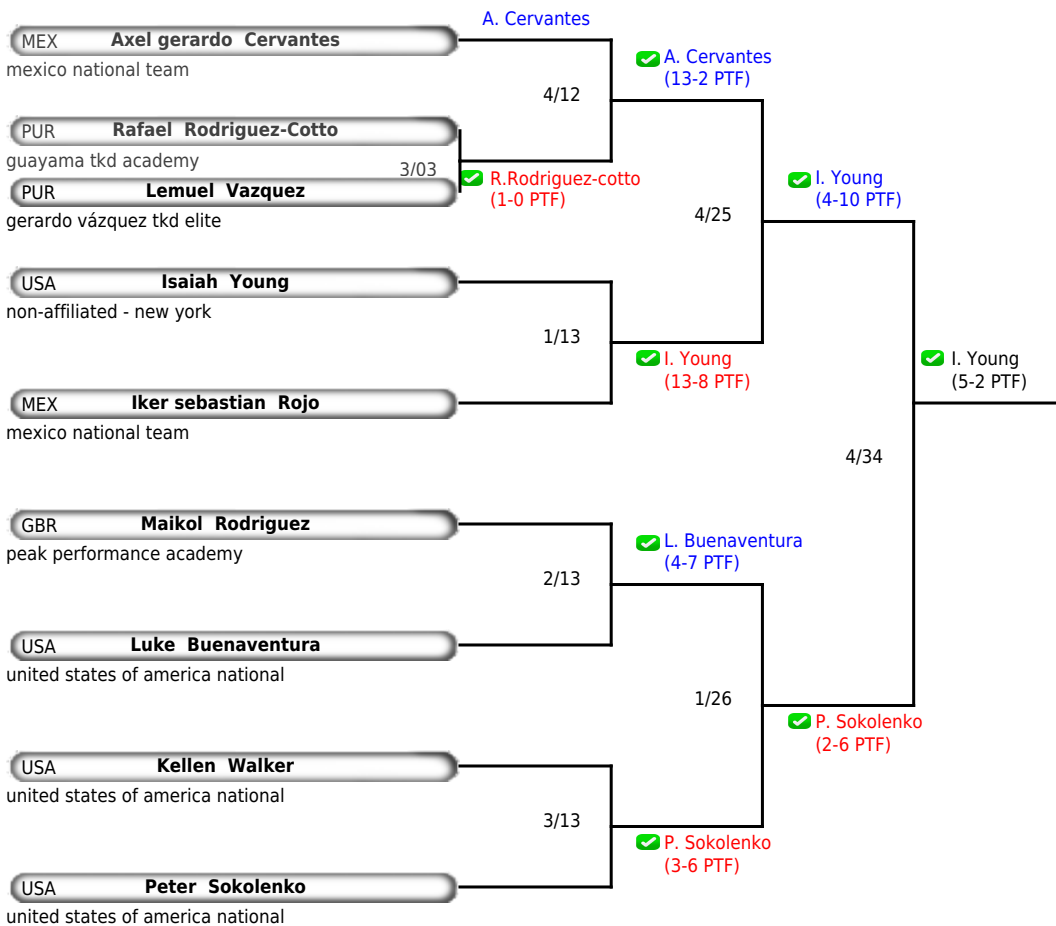 A. Cervantes
MEX Axel gerardo Cervantes
mexico national team
A. Cervantes
(13-2 PTF)
4/12
PUR Rafael Rodriguez-Cotto
guayama tkd academy
3/03
R.Rodriguez-cotto
(1-0 PTF)
PUR Lemuel Vazquez
gerardo vázquez tkd elite
I. Young
(4-10 PTF)
4/25
USA Isaiah Young
non-affiliated - new york
1/13
I. Young
(13-8 PTF)
I. Young
(5-2 PTF)
MEX Iker sebastian Rojo
mexico national team
4/34
GBR Maikol Rodriguez
peak performance academy
L. Buenaventura
(4-7 PTF)
2/13
USA Luke Buenaventura
united states of america national
1/26
P. Sokolenko
(2-6 PTF)
USA Kellen Walker
united states of america national
3/13
P. Sokolenko
(3-6 PTF)
USA Peter Sokolenko
united states of america national